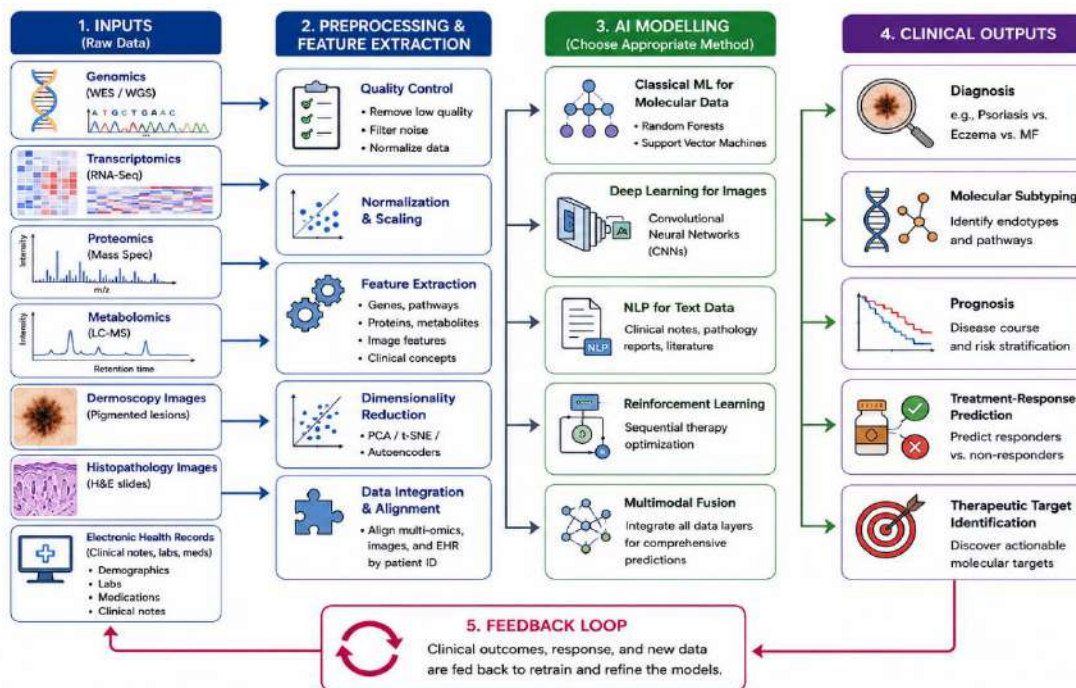 1. INPUTS
(Raw Data)
Genomics
(WES / WGS)
A T G C T G A A C
Transcriptomics
(RNA-Seq)
Proteomics
(Mass Spec)
Intensity
m/z
Metabolomics
(LC-MS)
Intensity
Retention time
Dermoscopy Images
(Pigmented lesions)
Histopathology Images
(H&E slides)
Electronic Health Records
(Clinical notes, labs, meds)
• Demographics
• Labs
• Medications
• Clinical notes
2. PREPROCESSING &
FEATURE EXTRACTION
Quality Control
• Remove low quality
• Filter noise
• Normalize data
Normalization
& Scaling
Feature Extraction
• Genes, pathways
• Proteins, metabolites
• Image features
• Clinical concepts
Dimensionality
Reduction
• PCA / t-SNE /
• Autoencoders
Data Integration
& Alignment
• Align multi-omics,
images, and EHR
by patient ID
3. AI MODELLING
(Choose Appropriate Method)
Classical ML for
Molecular Data
• Random Forests
• Support Vector Machines
Deep Learning for Images
Convolutional
Neural Networks
(CNNs)
NLP for Text Data
Clinical notes, pathology
reports, literature
NLP
Reinforcement Learning
Sequential therapy
optimization
Multimodal Fusion
Integrate all data layers
for comprehensive
predictions
4. CLINICAL OUTPUTS
Diagnosis
e.g., Psoriasis vs.
Eczema vs. MF
Molecular Subtyping
Identify endotypes
and pathways
Prognosis
Disease course
and risk stratification
Treatment-Response
Prediction
Predict responders
vs. non-responders
Therapeutic Target
Identification
Discover actionable
molecular targets
5. FEEDBACK LOOP
Clinical outcomes, response, and new data
are fed back to retrain and refine the models.